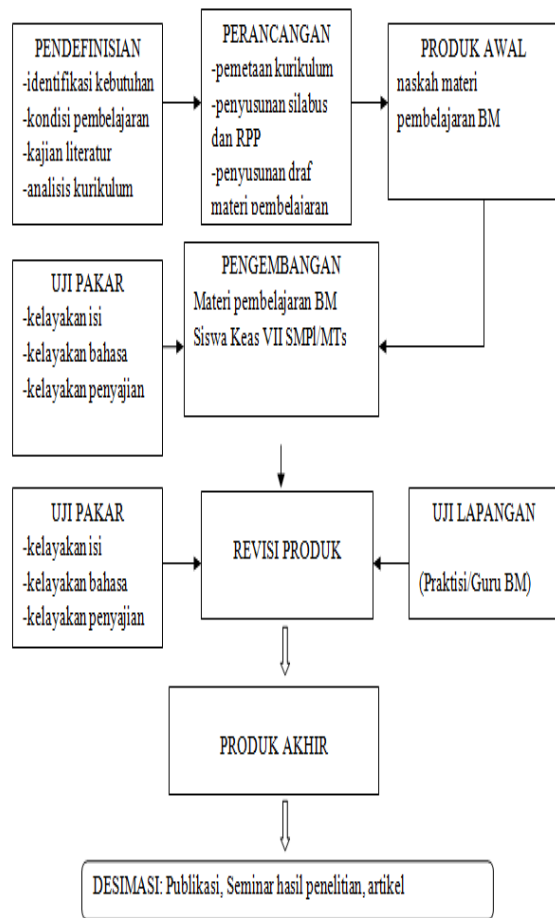 PENDEFINISIAN
-identifikasi kebutuhan
-kondisi pembelajaran
-kajian literatur
-analisis kurikulum
PERANCANGAN
-pemetaan kurikulum
-penyusunan silabus
dan RPP
-penyusunan draf
materi pembelajaran
PRODUK AWAL
naskah materi
pembelajaran BM
UJI PAKAR
-kelayakan isi
-kelayakan bahasa
-kelayakan penyajian
PENGEMBANGAN
Materi pembelajaran BM
Siswa Keas VII SMPl/MTs
UJI PAKAR
-kelayakan isi
-kelayakan bahasa
-kelayakan penyajian
REVISI PRODUK
UJI LAPANGAN
(Praktisi/Guru BM)
PRODUK AKHIR
DESIMASI: Publikasi, Seminar hasil penelitian, artikel